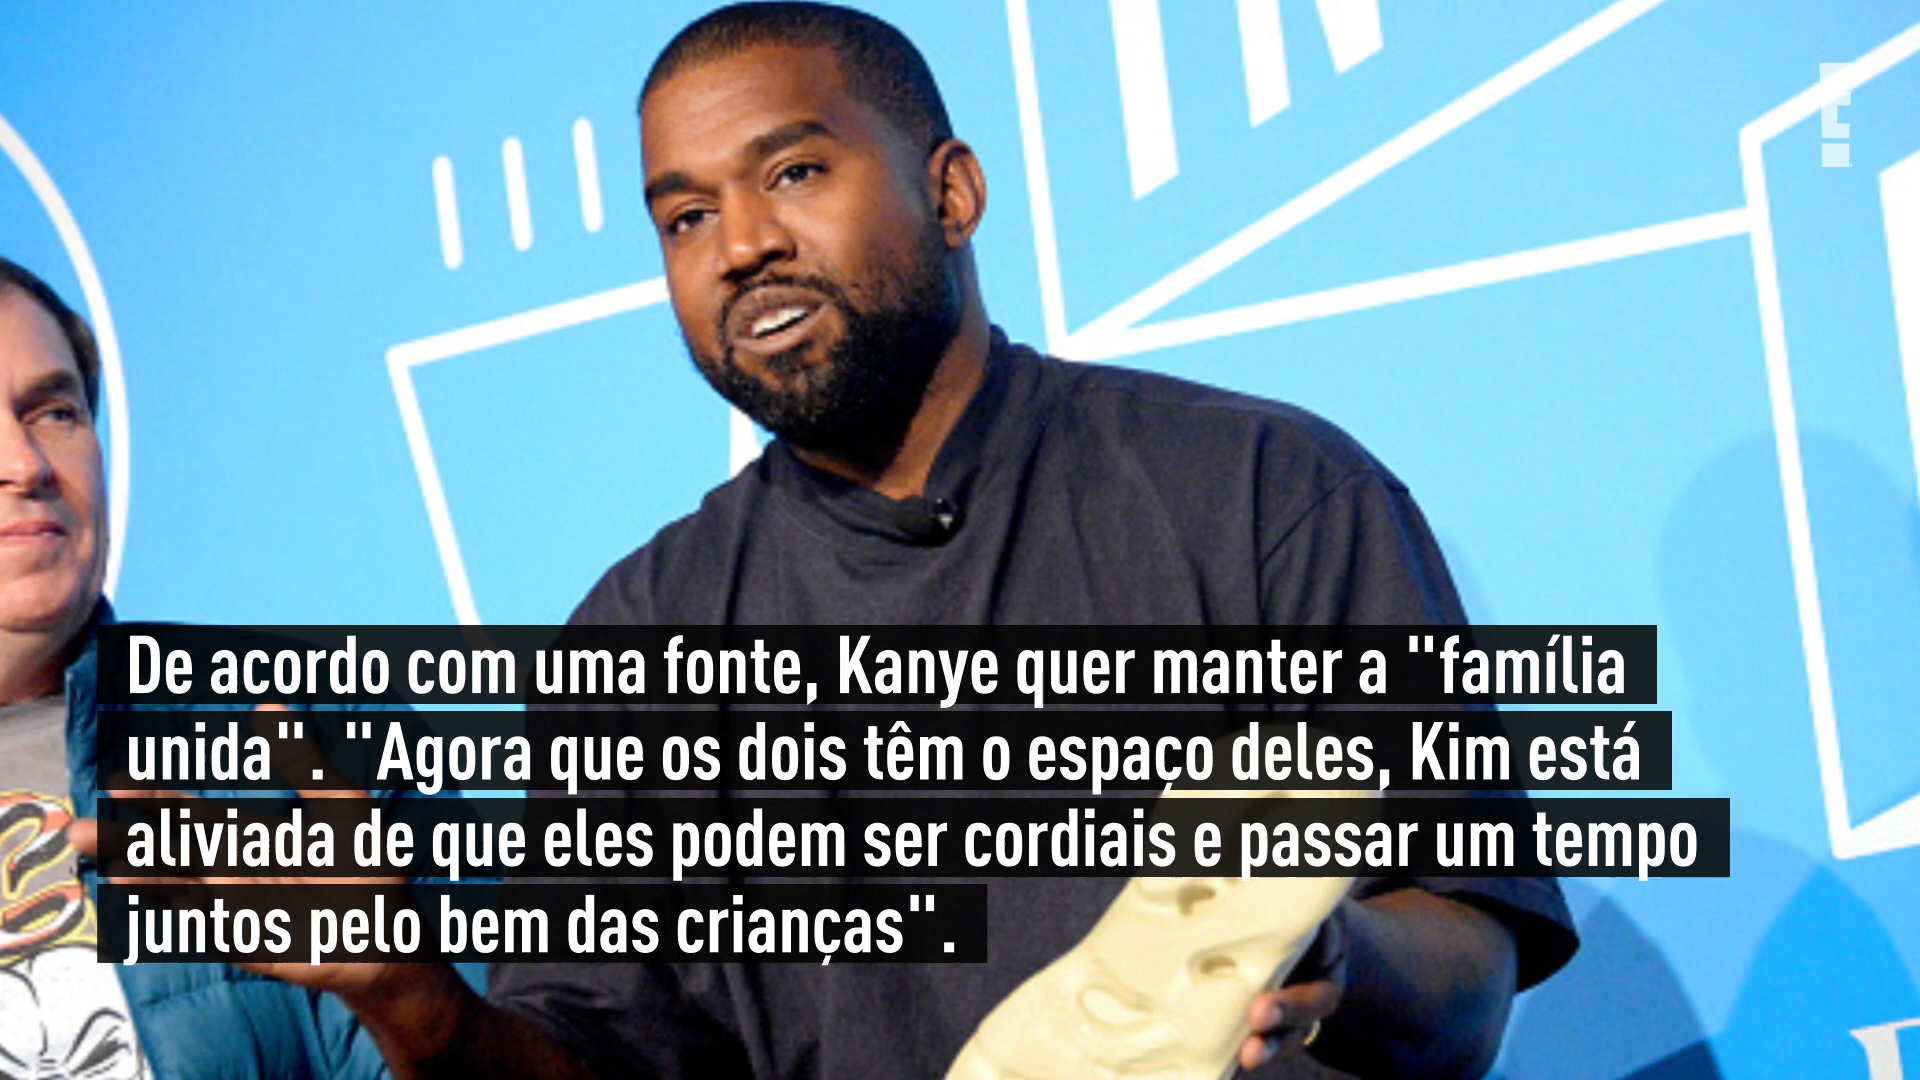 E!
De acordo com uma fonte, Kanye quer manter a "família
unida". "Agora que os dois têm o espaço deles, Kim está
aliviada de que eles podem ser cordiais e passar um tempo
juntos pelo bem das crianças".